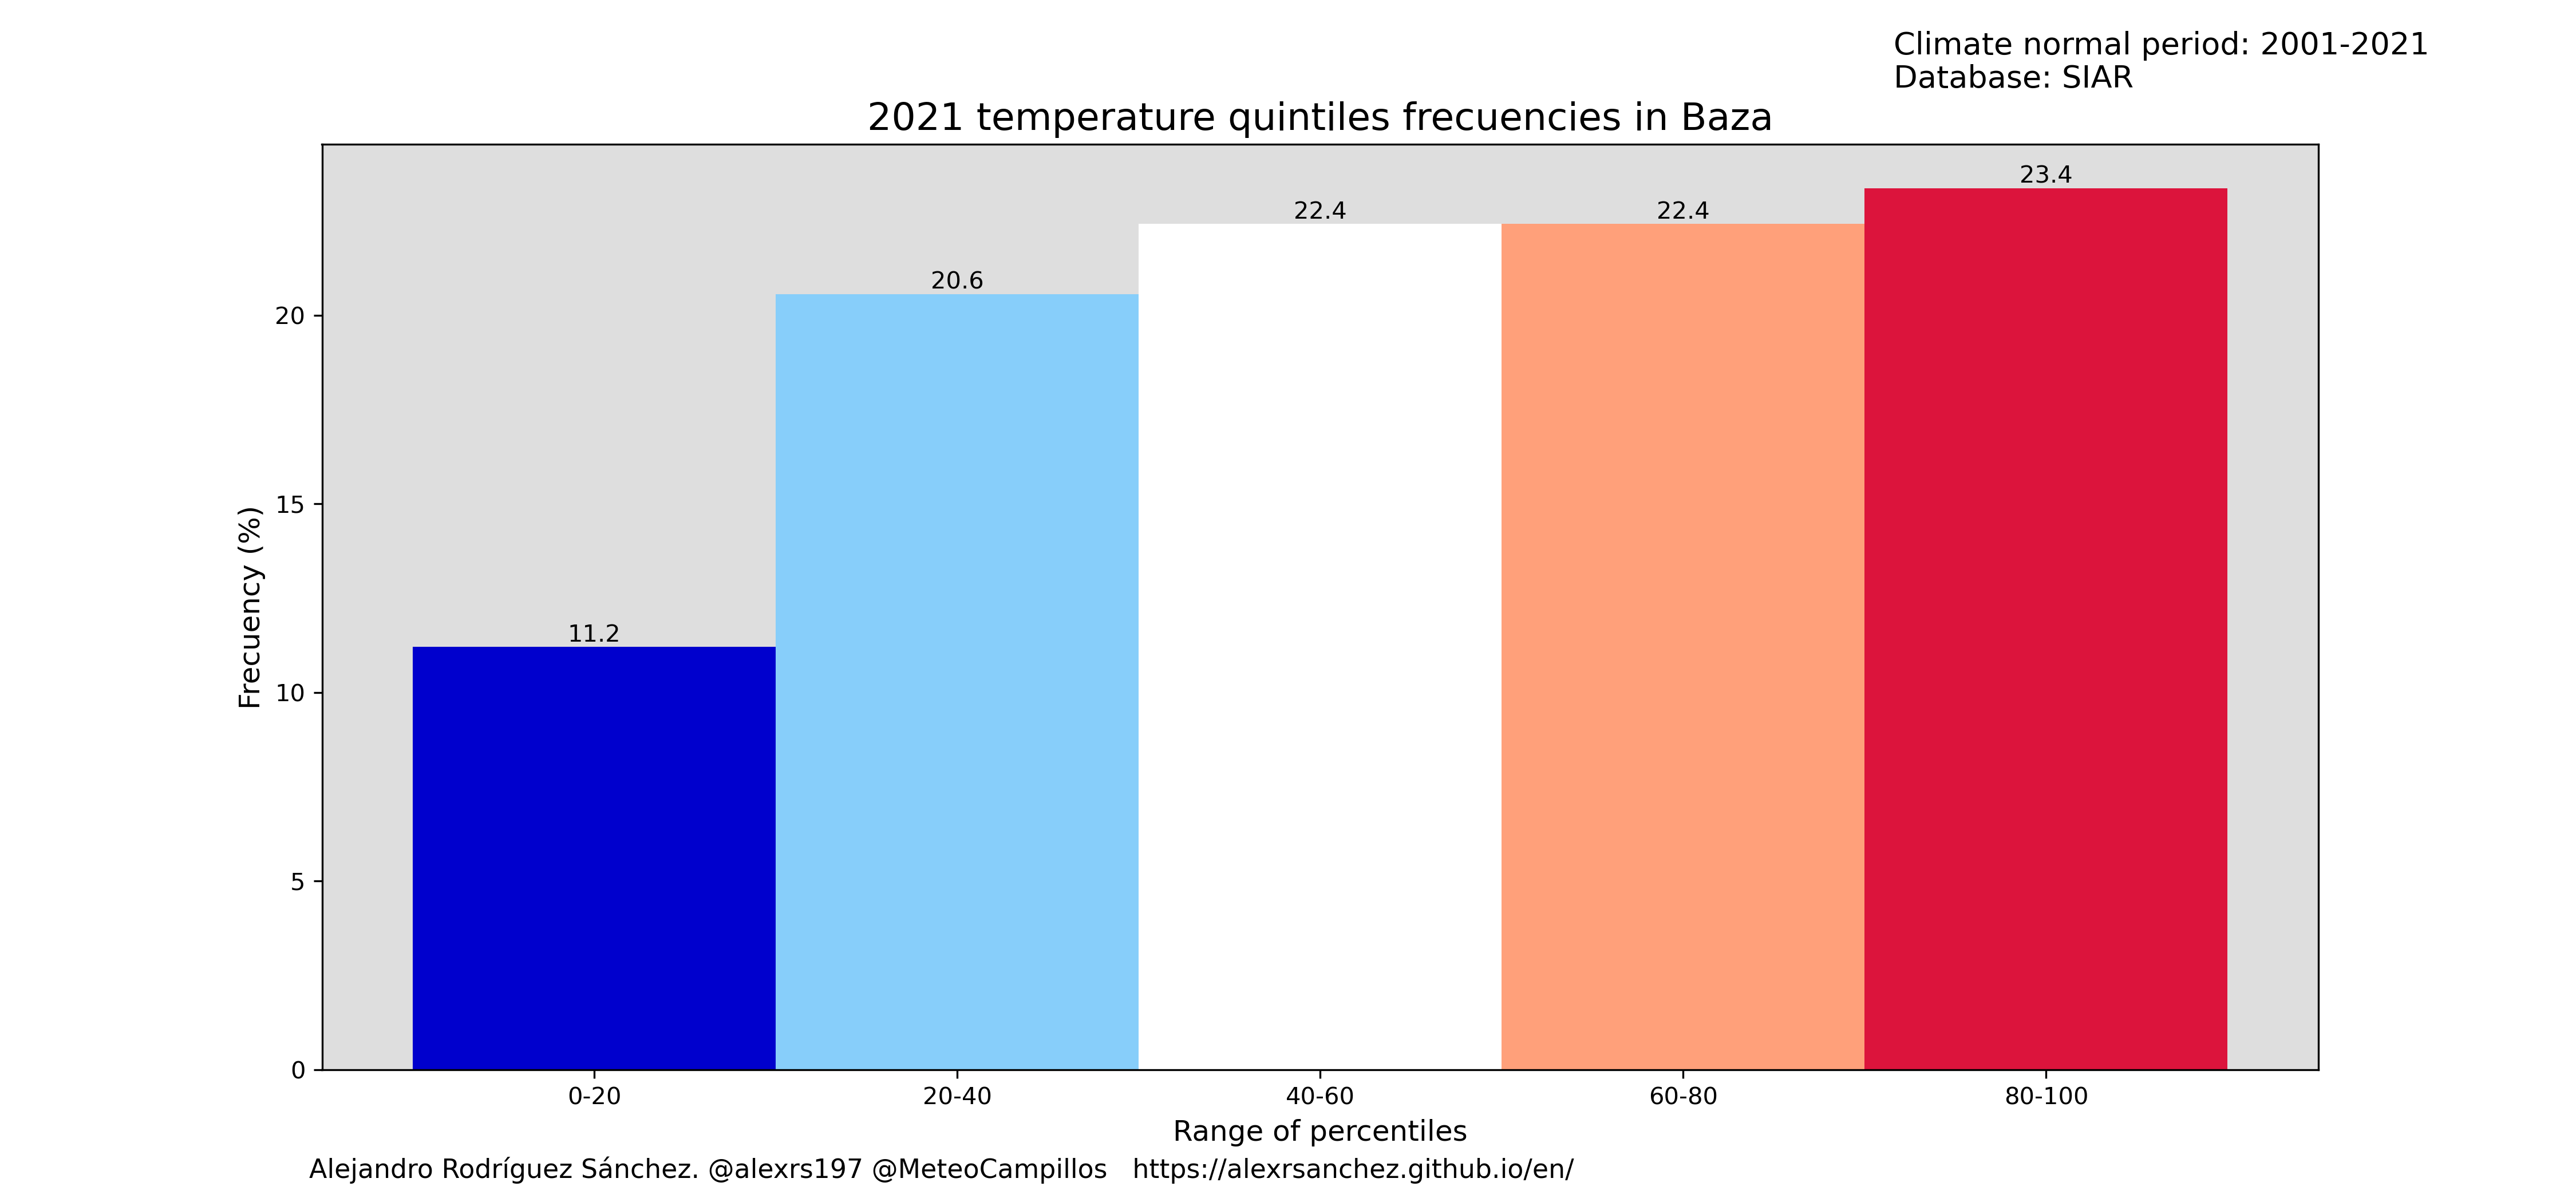 Climate normal period: 2001-2021
Database: SIAR
2021 temperature quintiles frecuencies in Baza
23.4
22.4
22.4
20.6
11.2
Frecuency (%)
20
15
10
5
0
0-20
20-40
40-60
60-80
80-100
Range of percentiles
Alejandro Rodríguez Sánchez. @alexrs197 @MeteoCampillos   https://alexrsanchez.github.io/en/